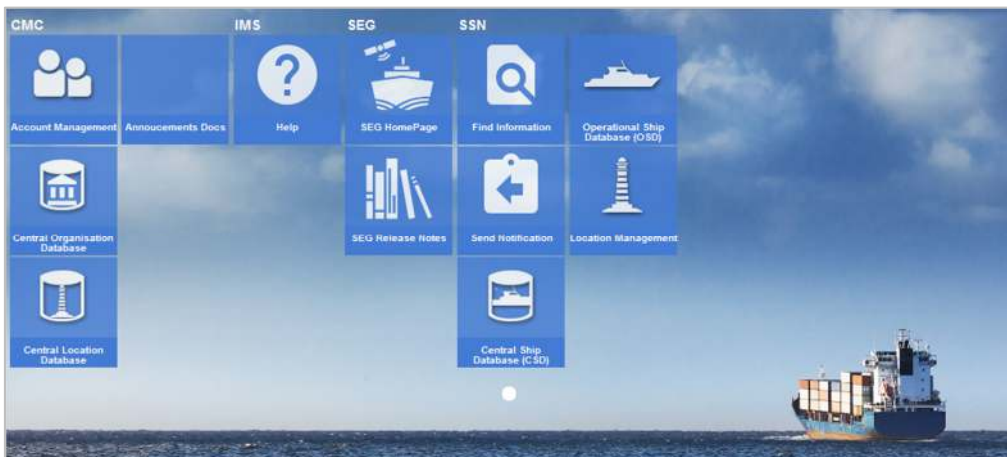 CMC
IMS
SEG
SSN
Account Management
Annoucements Docs
Help
SEG HomePage
Find Information
Operational Ship
Database (OSD)
Central Organisation
Database
SEG Release Notes
Send Notification
Location Management
Central Location
Database
Central Ship
Database (CSD)